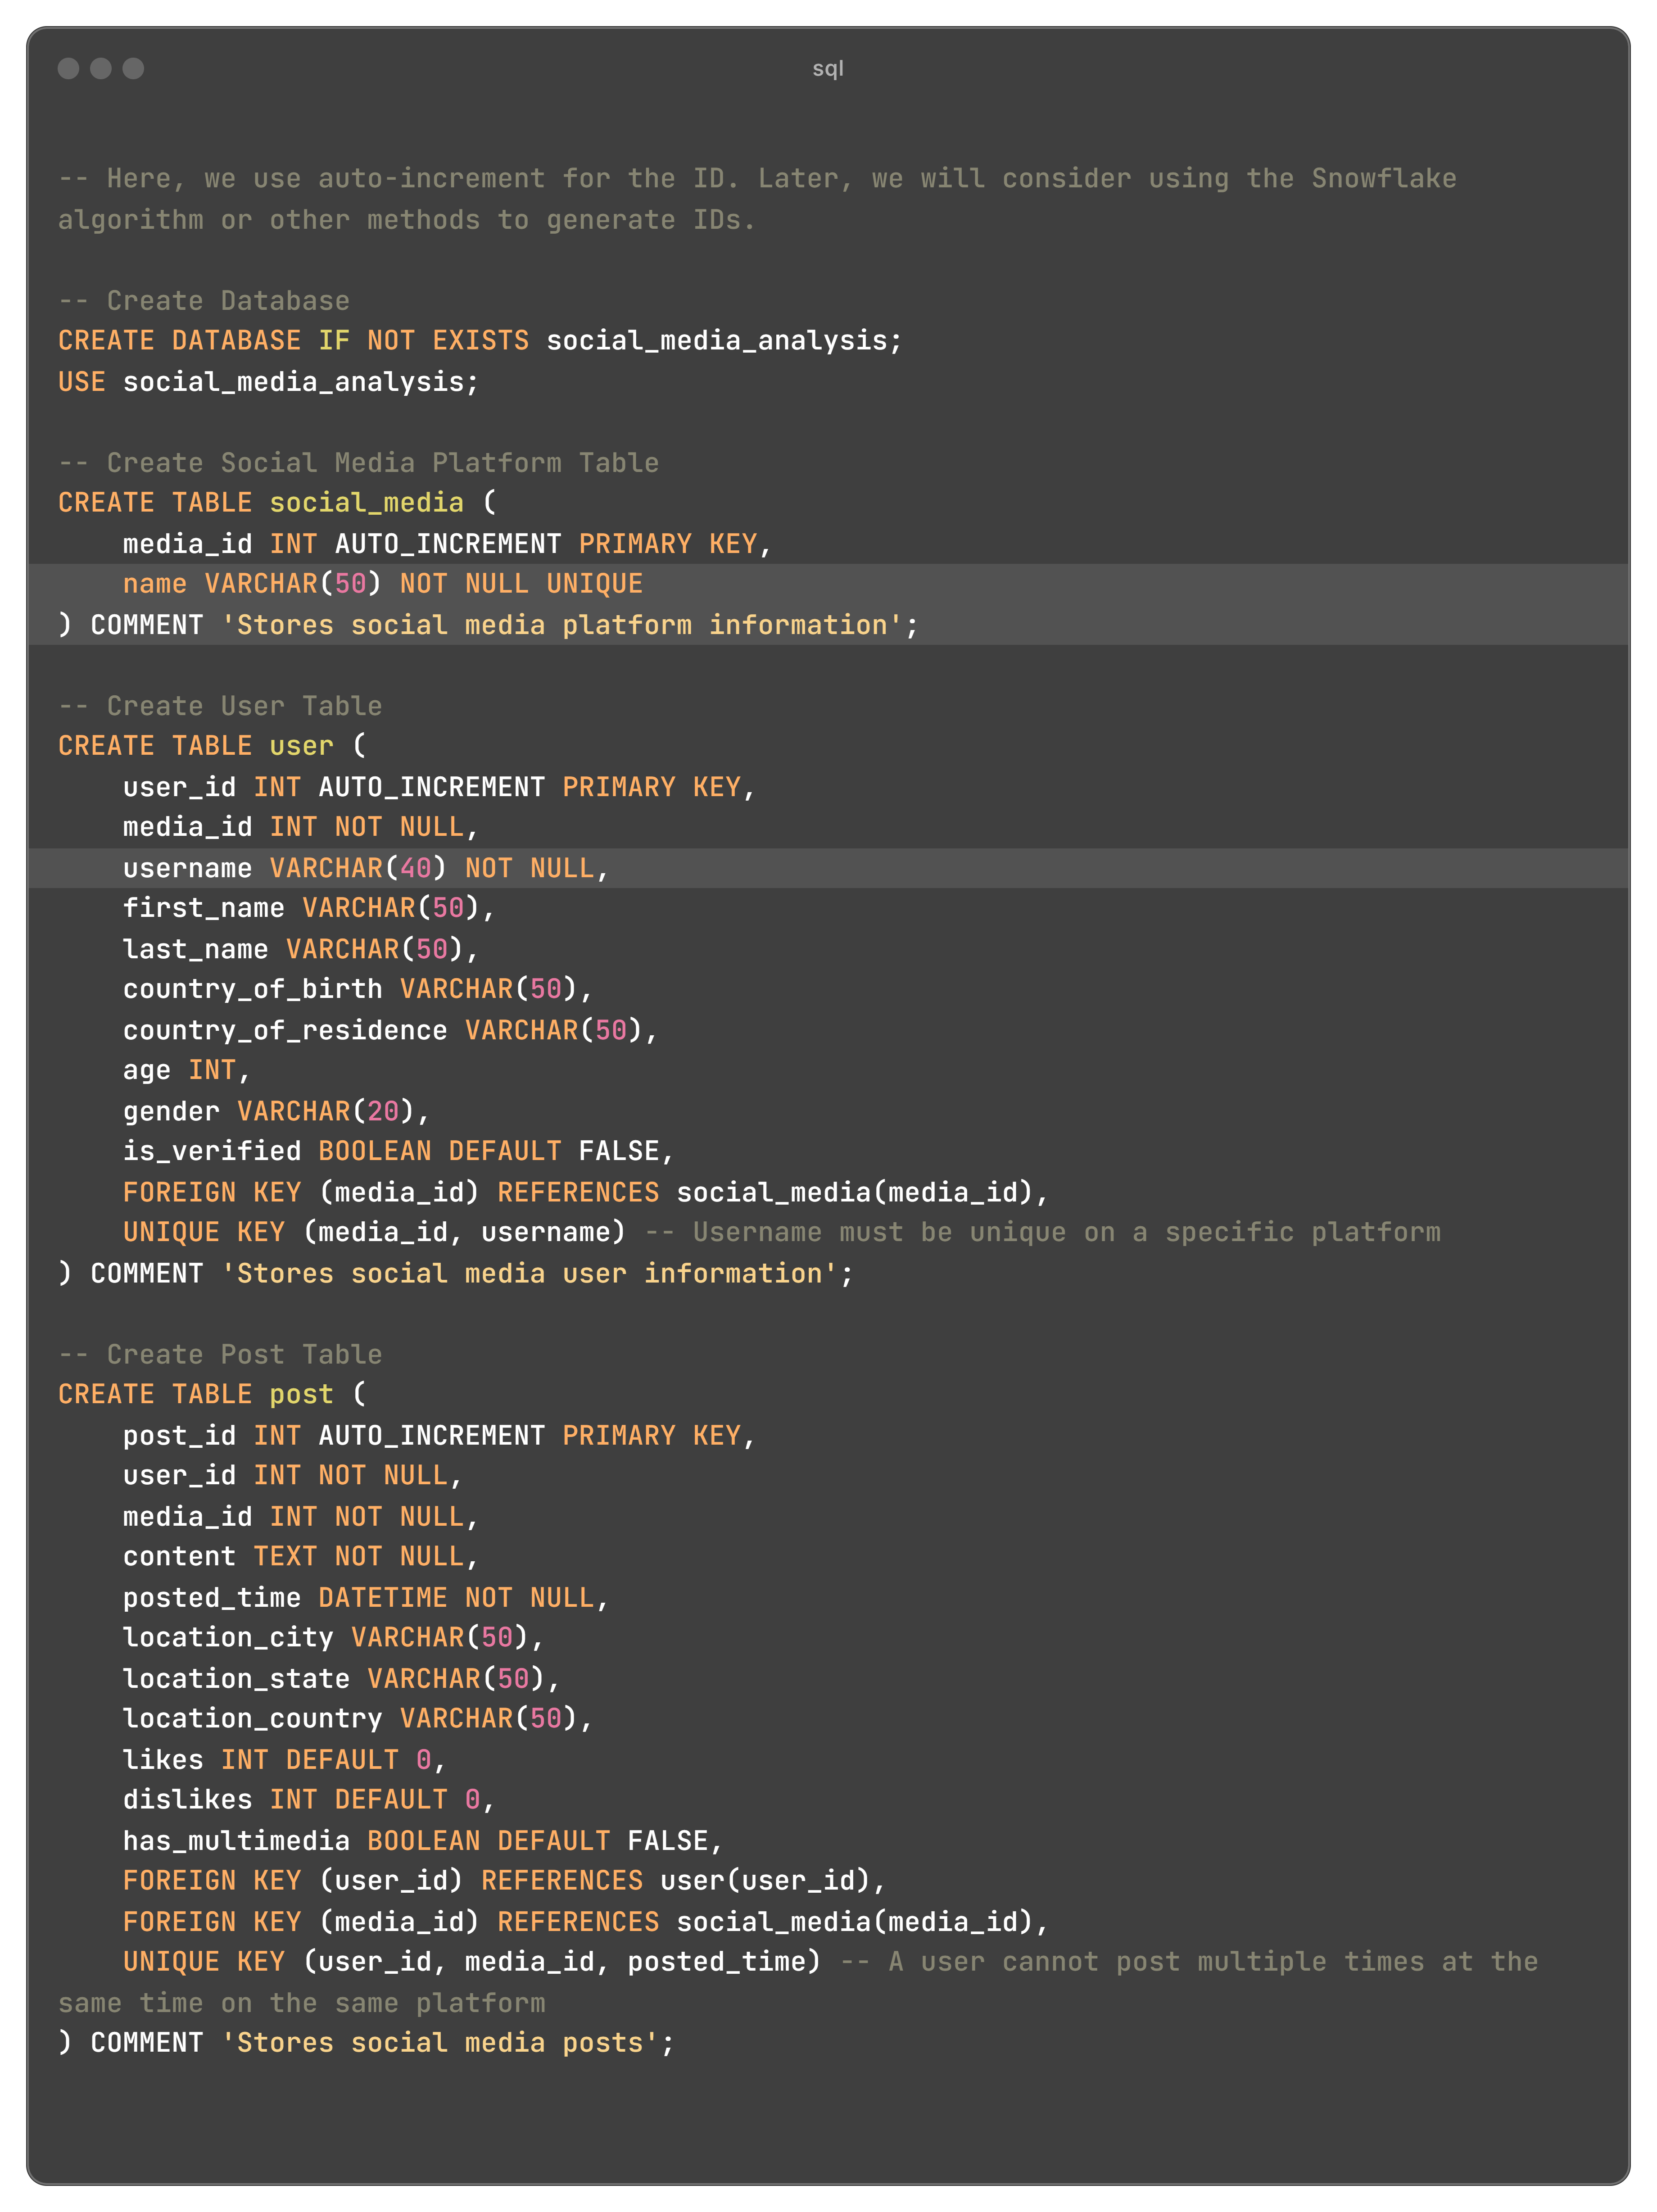 sql
-- Here, we use auto-increment for the ID. Later, we will consider using the Snowflake
algorithm or other methods to generate IDs.
-- Create Database
CREATE DATABASE IF NOT EXISTS social_media_analysis;
USE social_media_analysis;
-- Create Social Media Platform Table
CREATE TABLE social_media (
    media_id INT AUTO_INCREMENT PRIMARY KEY,
    name VARCHAR(50) NOT NULL UNIQUE
) COMMENT 'Stores social media platform information';
-- Create User Table
CREATE TABLE user (
    user_id INT AUTO_INCREMENT PRIMARY KEY,
    media_id INT NOT NULL,
    username VARCHAR(40) NOT NULL,
    first_name VARCHAR(50),
    last_name VARCHAR(50),
    country_of_birth VARCHAR(50),
    country_of_residence VARCHAR(50),
    age INT,
    gender VARCHAR(20),
    is_verified BOOLEAN DEFAULT FALSE,
    FOREIGN KEY (media_id) REFERENCES social_media(media_id),
    UNIQUE KEY (media_id, username) -- Username must be unique on a specific platform
) COMMENT 'Stores social media user information';
-- Create Post Table
CREATE TABLE post (
    post_id INT AUTO_INCREMENT PRIMARY KEY,
    user_id INT NOT NULL,
    media_id INT NOT NULL,
    content TEXT NOT NULL,
    posted_time DATETIME NOT NULL,
    location_city VARCHAR(50),
    location_state VARCHAR(50),
    location_country VARCHAR(50),
    likes INT DEFAULT 0,
    dislikes INT DEFAULT 0,
    has_multimedia BOOLEAN DEFAULT FALSE,
    FOREIGN KEY (user_id) REFERENCES user(user_id),
    FOREIGN KEY (media_id) REFERENCES social_media(media_id),
    UNIQUE KEY (user_id, media_id, posted_time) -- A user cannot post multiple times at the
same time on the same platform
) COMMENT 'Stores social media posts';